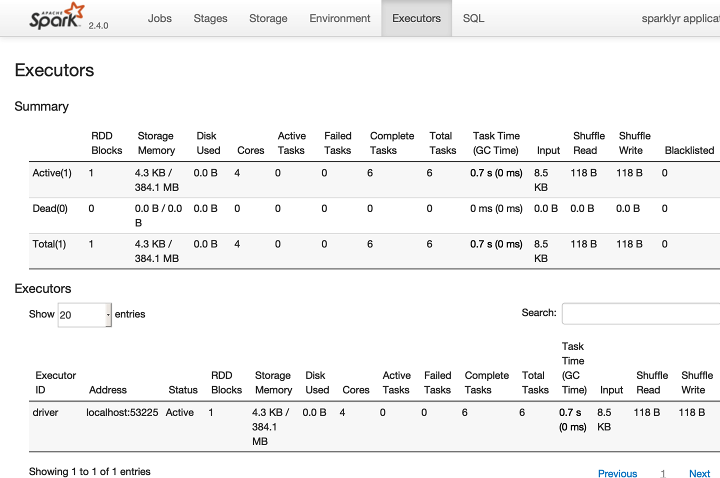 APACHE
Spark 2.4.0 Jobs Stages Storage Environment Executors SQL sparklyr applicat
Executors
Summary
RDD Storage Disk Active Failed Complete Total Task Time Shuffle Shuffle
Blocks Memory Used Cores Tasks Tasks Tasks Tasks (GC Time) Input Read Write Blacklisted
Active(1) 1 4.3 KB / 0.0 B 4 0 0 6 6 0.7 s (0 ms) 8.5 118 B 118 B 0
384.1 MB KB
Dead(0) 0 0.0 B / 0.0 0.0 B 0 0 0 0 0 0 ms (0 ms) 0.0 B 0.0 B 0.0 B 0
B
Total(1) 1 4.3 KB / 0.0 B 4 0 0 6 6 0.7 s (0 ms) 8.5 118 B 118 B 0
384.1 MB KB
Executors
Show 20 entries Search:
Task
Time
Executor RDD Storage Disk Active Failed Complete Total (GC Shuffle Shuffle
ID Address Status Blocks Memory Used Cores Tasks Tasks Tasks Tasks Time) Input Read Write
driver localhost:53225 Active 1 4.3 KB / 0.0 B 4 0 0 6 6 0.7 s 8.5 118 B 118 B
384.1 (0 ms) KB
MB
Showing 1 to 1 of 1 entries Previous 1 Next